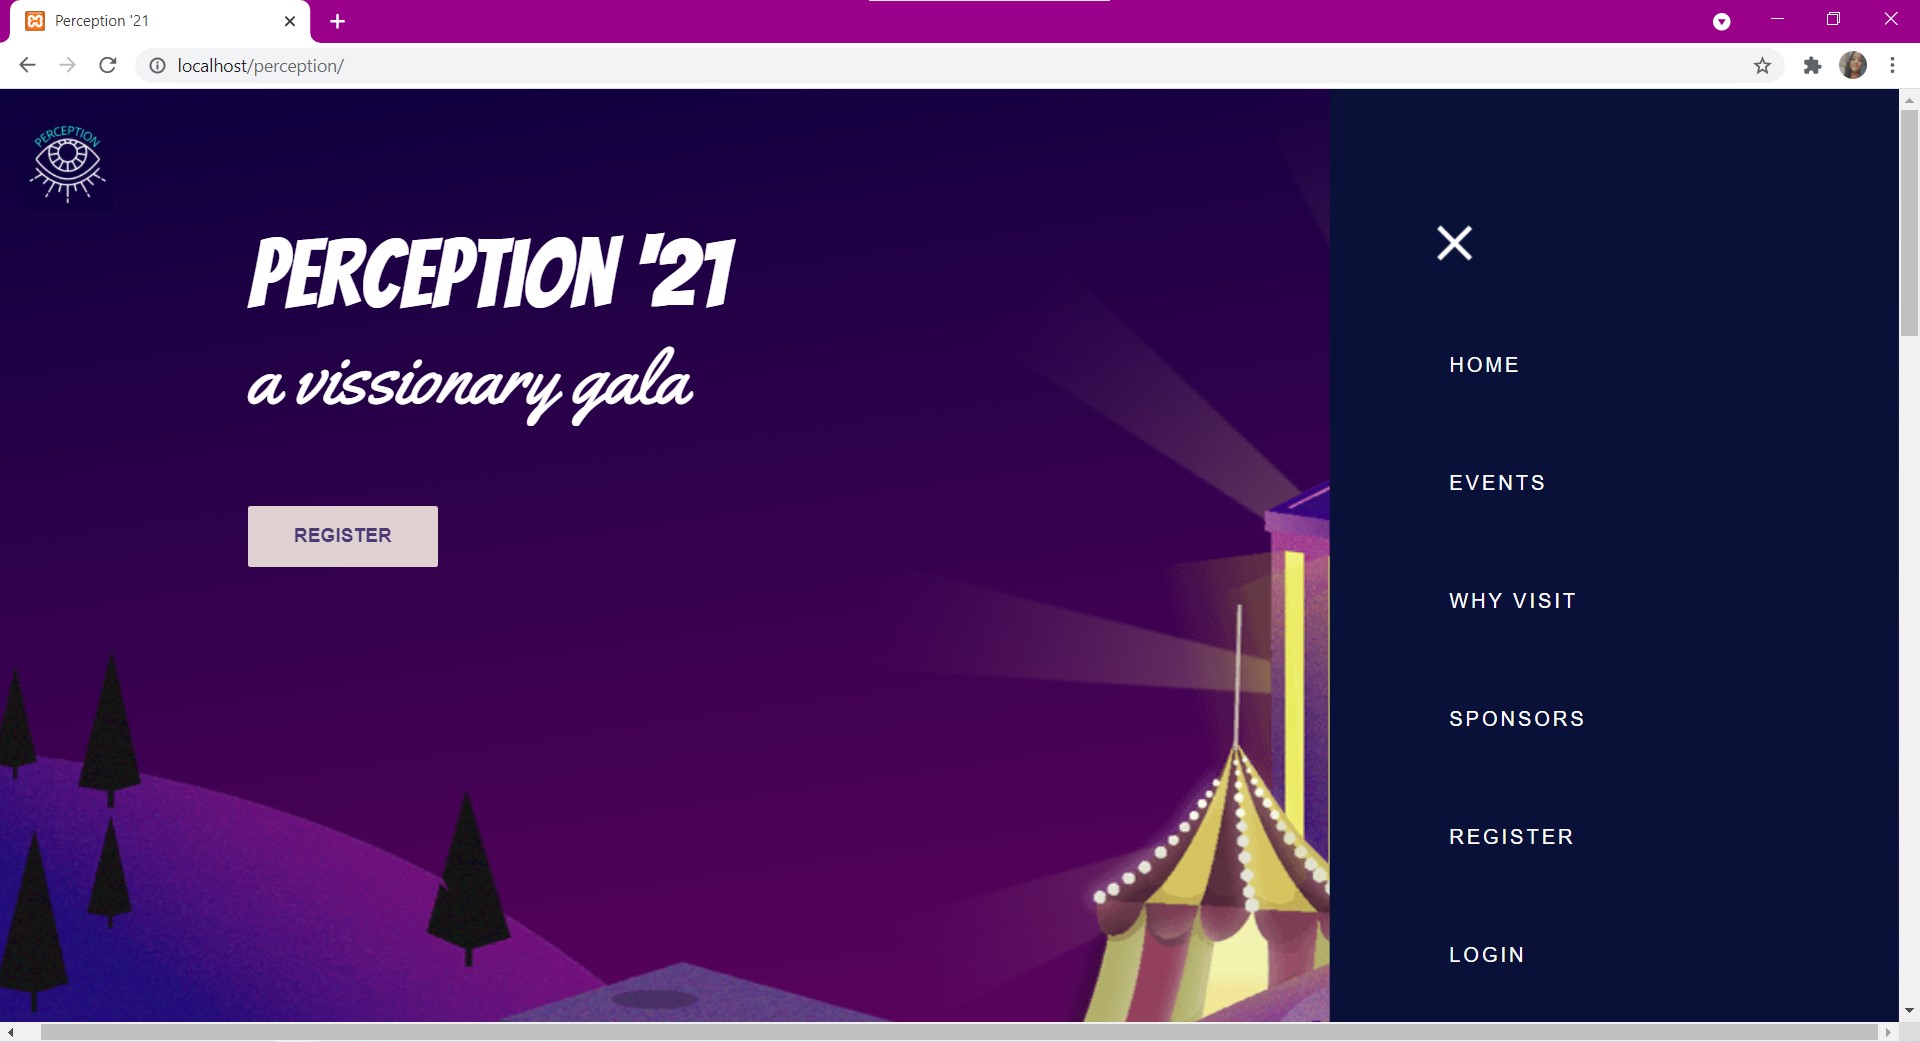 Perception '21
localhost/perception/
PERCEPTION
PERCEPTION '21
a vissionary gala
REGISTER
HOME
EVENTS
WHY VISIT
SPONSORS
REGISTER
LOGIN